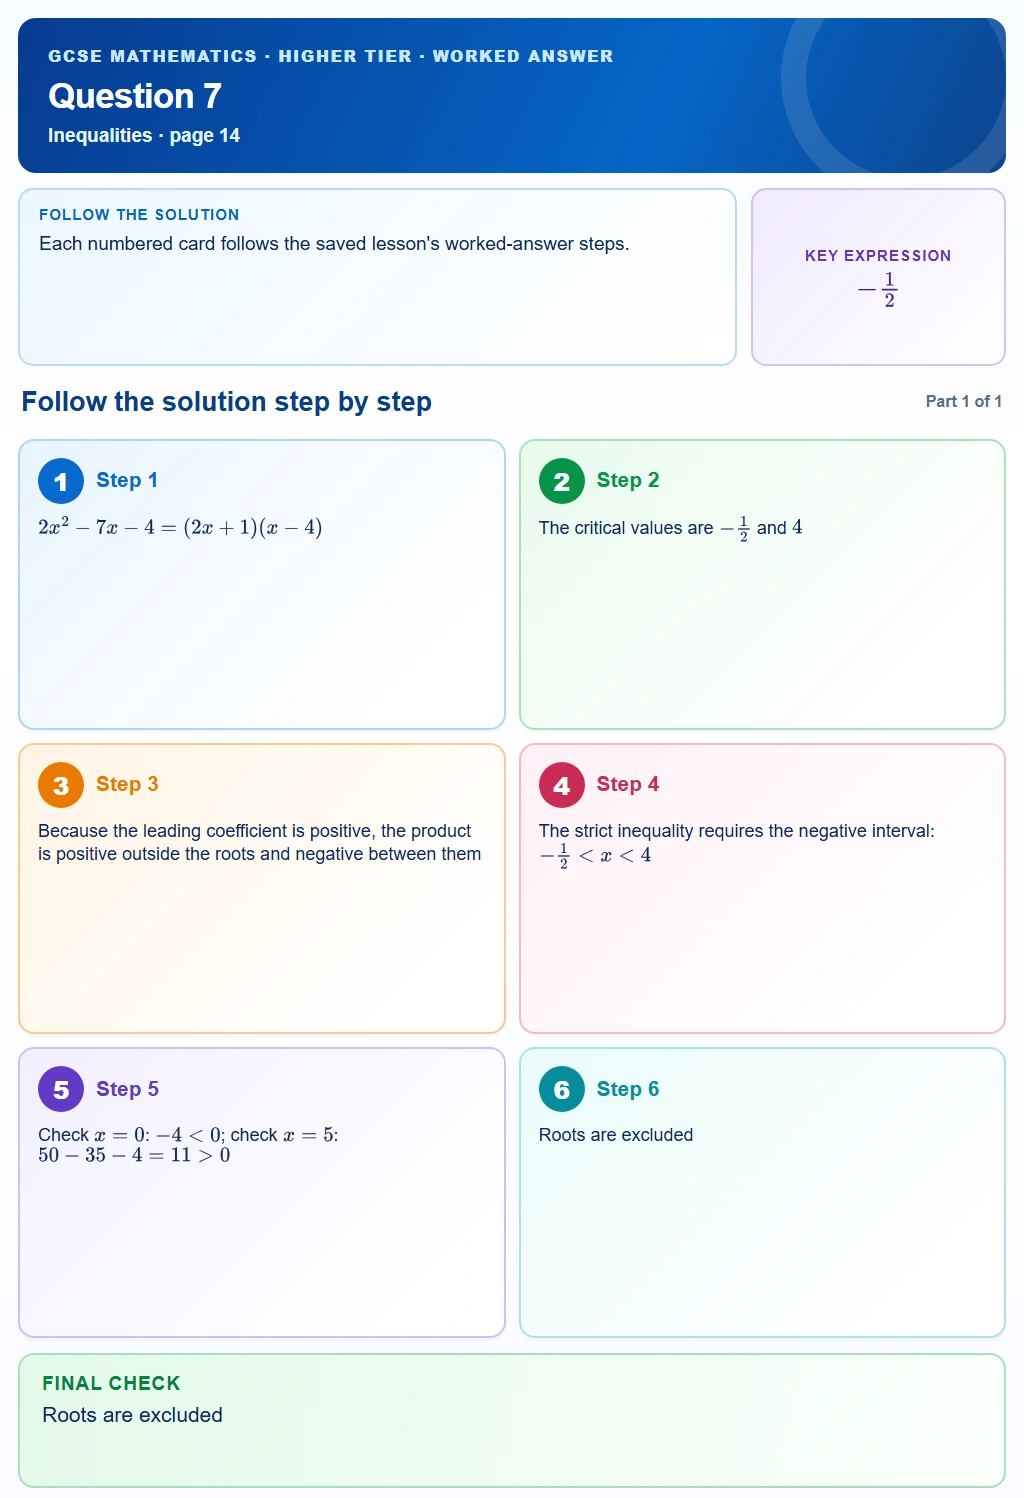 GCSE MATHEMATICS · HIGHER TIER · WORKED ANSWER
Question 7
Inequalities · page 14
FOLLOW THE SOLUTION
Each numbered card follows the saved lesson's worked-answer steps.
KEY EXPRESSION
−1/2
Follow the solution step by step
Part 1 of 1
1 Step 1
2x² − 7x − 4 = (2x + 1)(x − 4)
2 Step 2
The critical values are −1/2 and 4
3 Step 3
Because the leading coefficient is positive, the product
is positive outside the roots and negative between them
4 Step 4
The strict inequality requires the negative interval:
−1/2 < x < 4
5 Step 5
Check x = 0: −4 < 0; check x = 5:
50 − 35 − 4 = 11 > 0
6 Step 6
Roots are excluded
FINAL CHECK
Roots are excluded